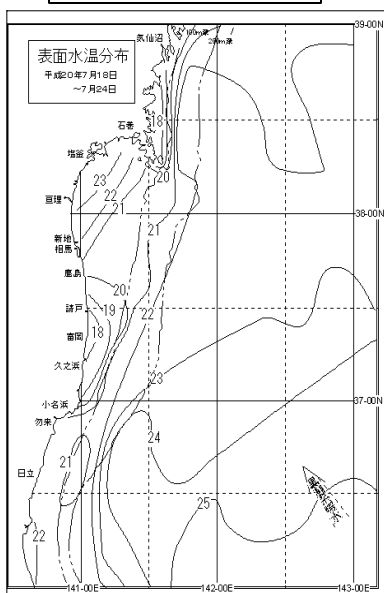 表面水温分布
平成20年7月18日
～7月24日
気仙沼
100m深
200m深
39-00N
18
石巻
塩釜
20
23
22
21
亘理
38-00N
新地
相馬
21
鹿島
20
22
請戸
19
富岡
18
久之浜
23
37-00N
小名浜
勿来
24
21
日立
25
22
141-00E
142-00E
143-00E